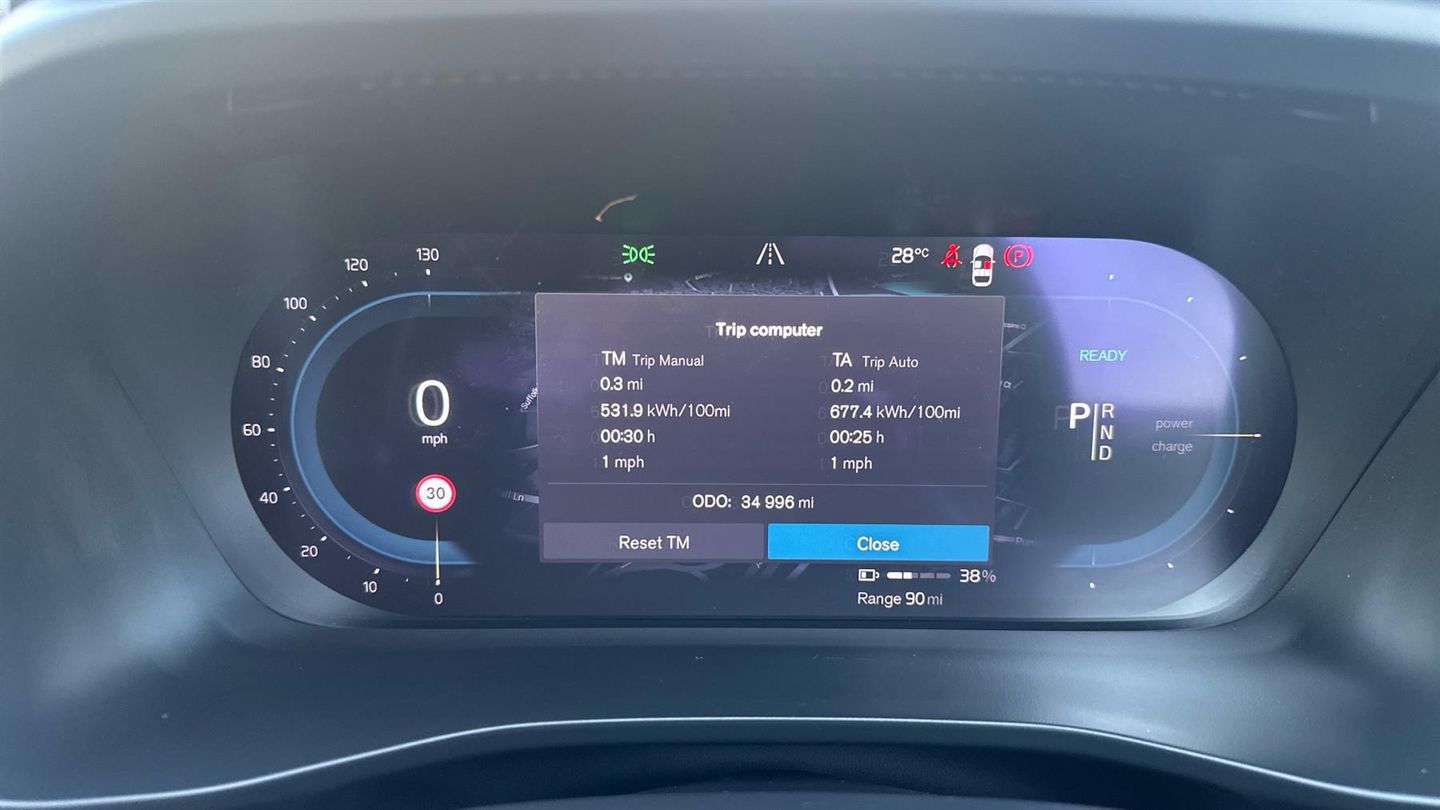 130
120
100
80
60
40
20
10
0
28°C
P
0
mph
30
Suffolk
Ln
Trip computer
TM Trip Manual
0.3 mi
531.9 kWh/100mi
00:30 h
1 mph
TA Trip Auto
0.2 mi
677.4 kWh/100mi
00:25 h
1 mph
ODO: 34 996 mi
Reset TM
Close
READY
P
R
N
D
power
charge
38%
Range 90 mi